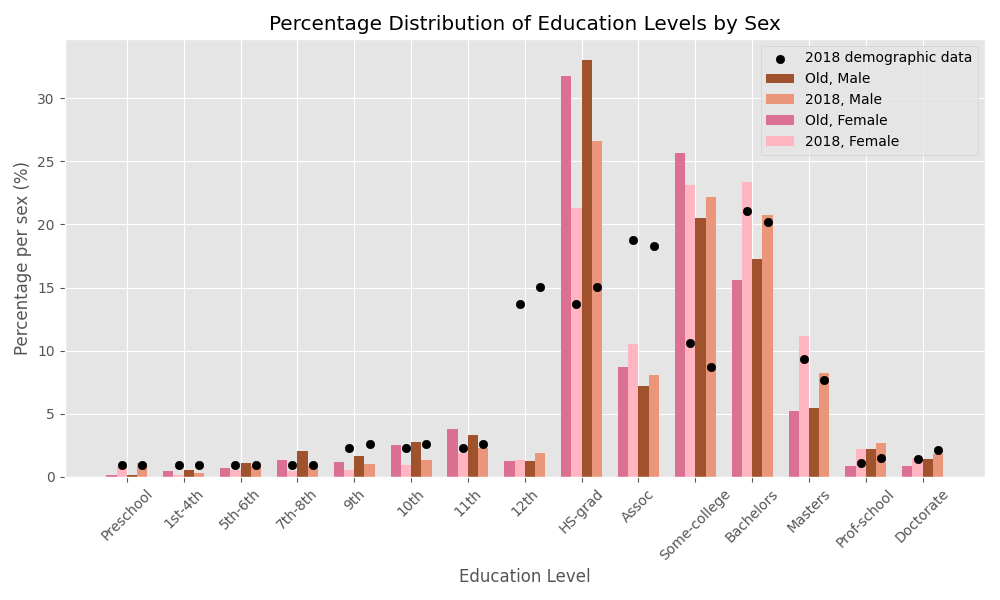 Percentage Distribution of Education Levels by Sex
2018 demographic data
Old, Male
2018, Male
Old, Female
2018, Female
Percentage per sex (%)
30
25
20
15
10
5
0
Preschool
1st-4th
5th-6th
7th-8th
9th
10th
11th
12th
HS-grad
Assoc
Some-college
Bachelors
Masters
Prof-school
Doctorate
Education Level